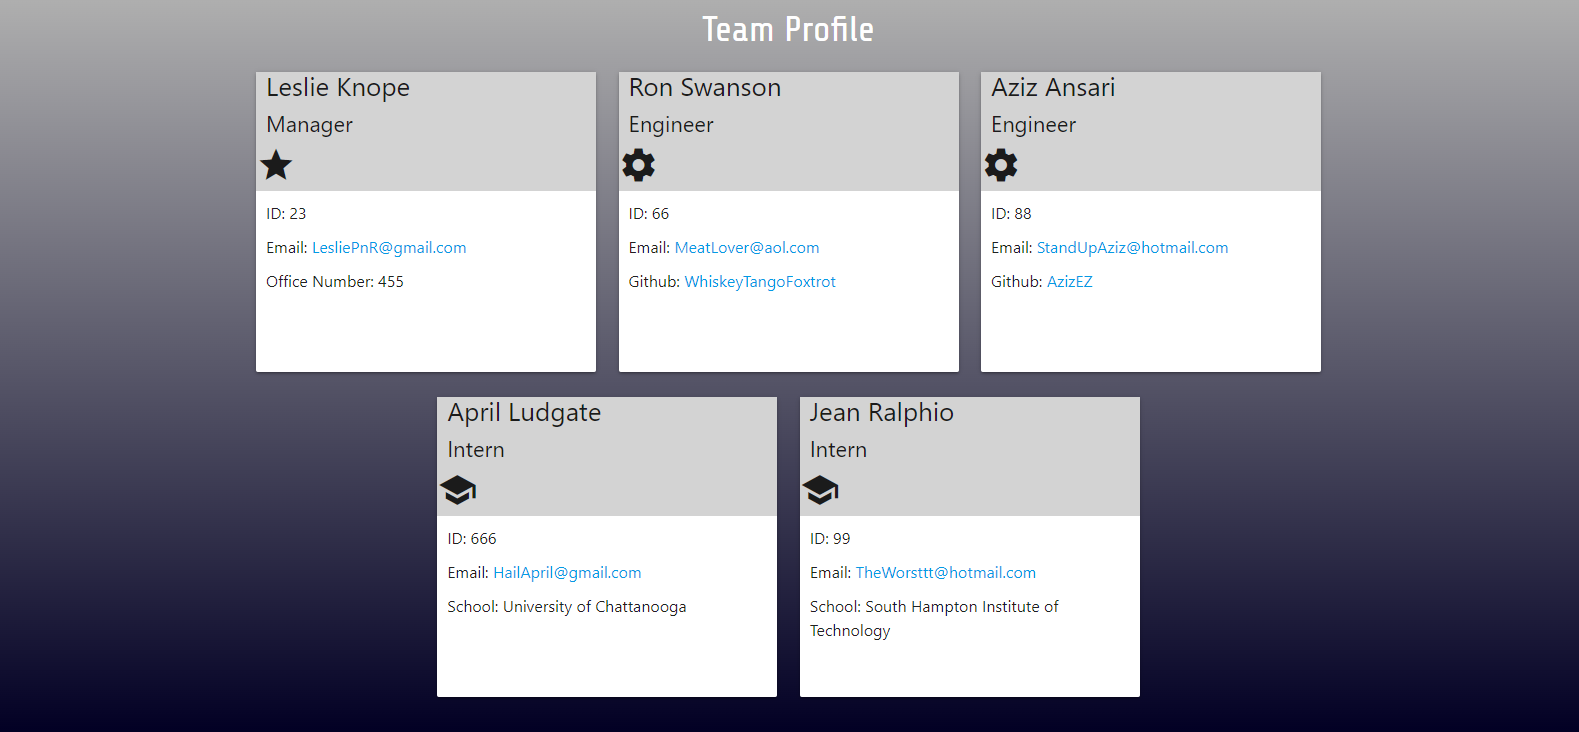 Team Profile
Leslie Knope
Manager
ID: 23
Email: LesliePnR@gmail.com
Office Number: 455
Ron Swanson
Engineer
ID: 66
Email: MeatLover@aol.com
Github: WhiskeyTangoFoxtrot
Aziz Ansari
Engineer
ID: 88
Email: StandUpAziz@hotmail.com
Github: AzizEZ
April Ludgate
Intern
ID: 666
Email: HailApril@gmail.com
School: University of Chattanooga
Jean Ralphio
Intern
ID: 99
Email: TheWorsttt@hotmail.com
School: South Hampton Institute of
Technology